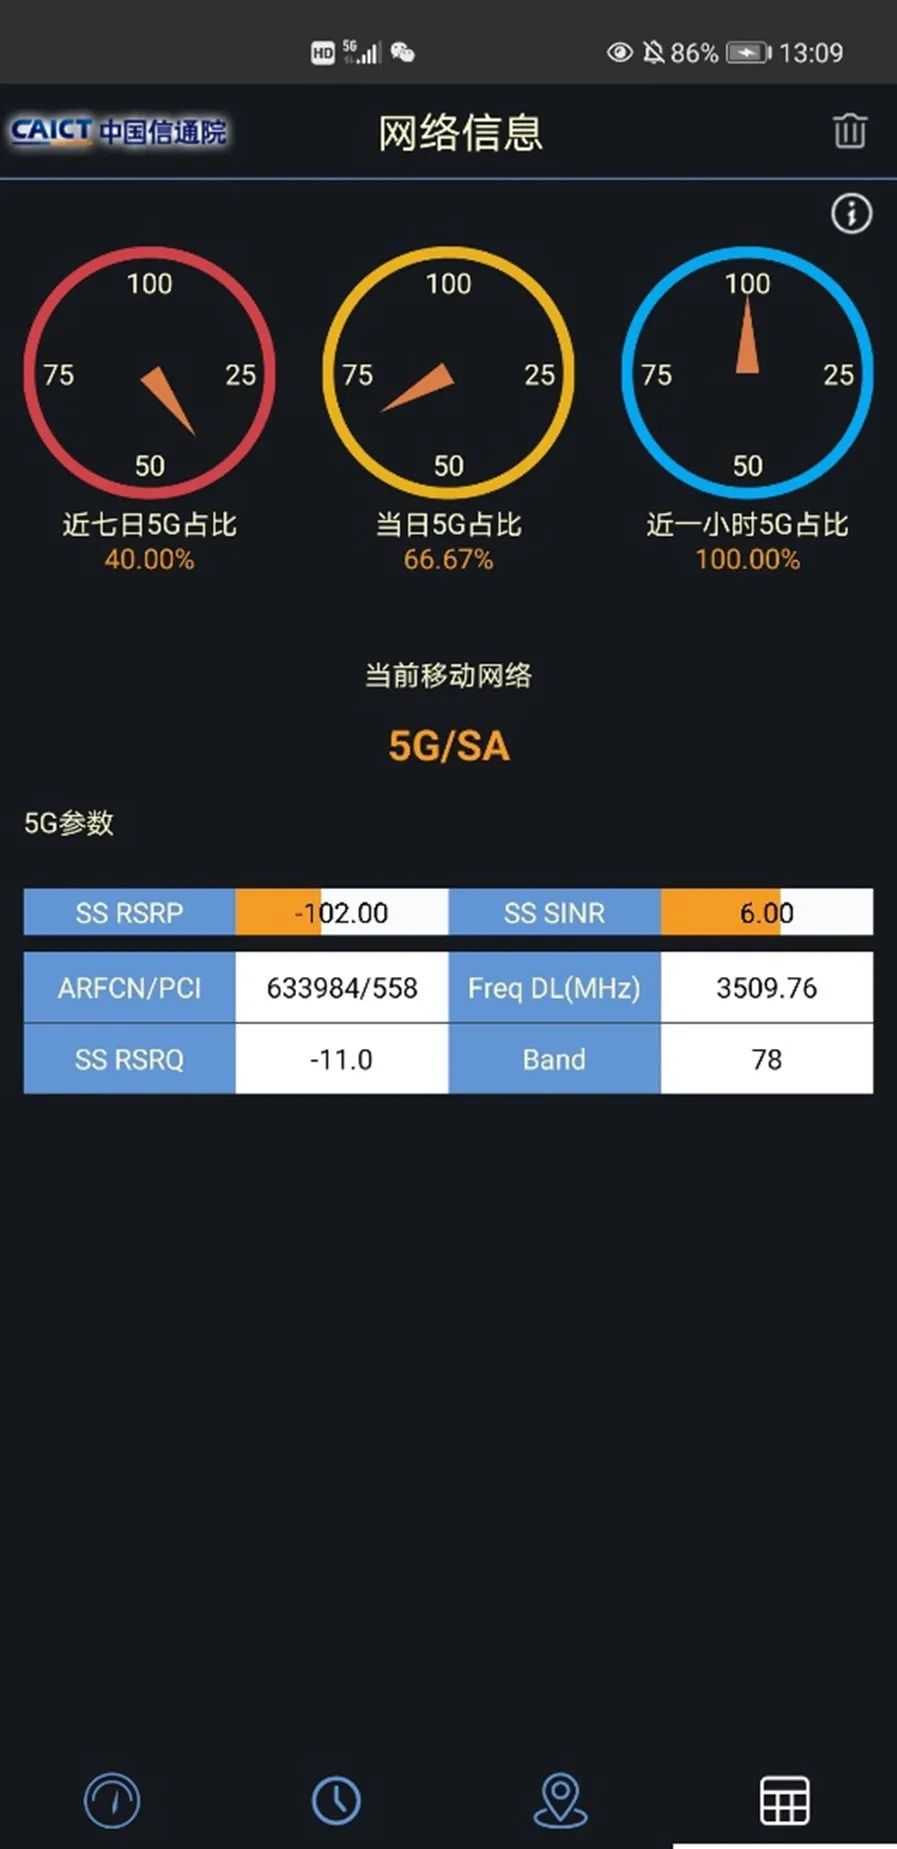 HD 5G 86% 13:09
CAICT 中国信通院 网络信息
100 100 100
75 25 75 25 75 25
50 50 50
近七日5G占比 当日5G占比 近一小时5G占比
40.00% 66.67% 100.00%
当前移动网络
5G/SA
5G参数
SS RSRP -102.00 SS SINR 6.00
ARFCN/PCI 633984/558 Freq DL(MHz) 3509.76
SS RSRQ -11.0 Band 78